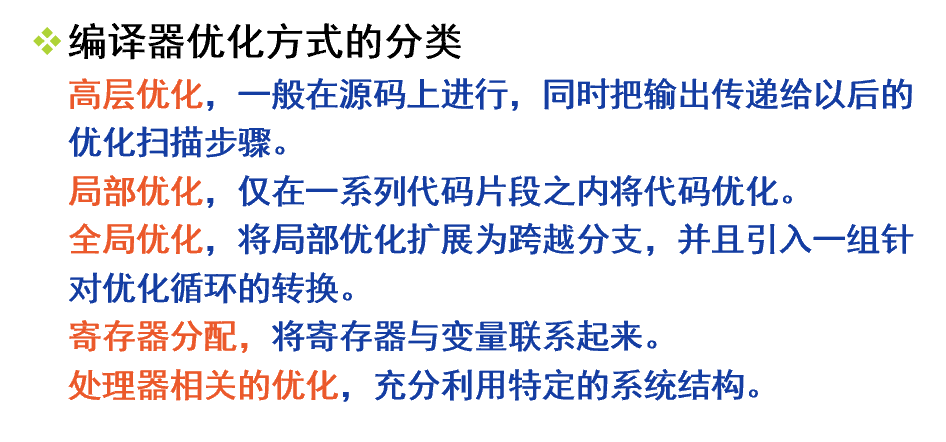 编译器优化方式的分类
高层优化，一般在源码上进行，同时把输出传递给以后的
优化扫描步骤。
局部优化，仅在一系列代码片段之内将代码优化。
全局优化，将局部优化扩展为跨越分支，并且引入一组针
对优化循环的转换。
寄存器分配，将寄存器与变量联系起来。
处理器相关的优化，充分利用特定的系统结构。